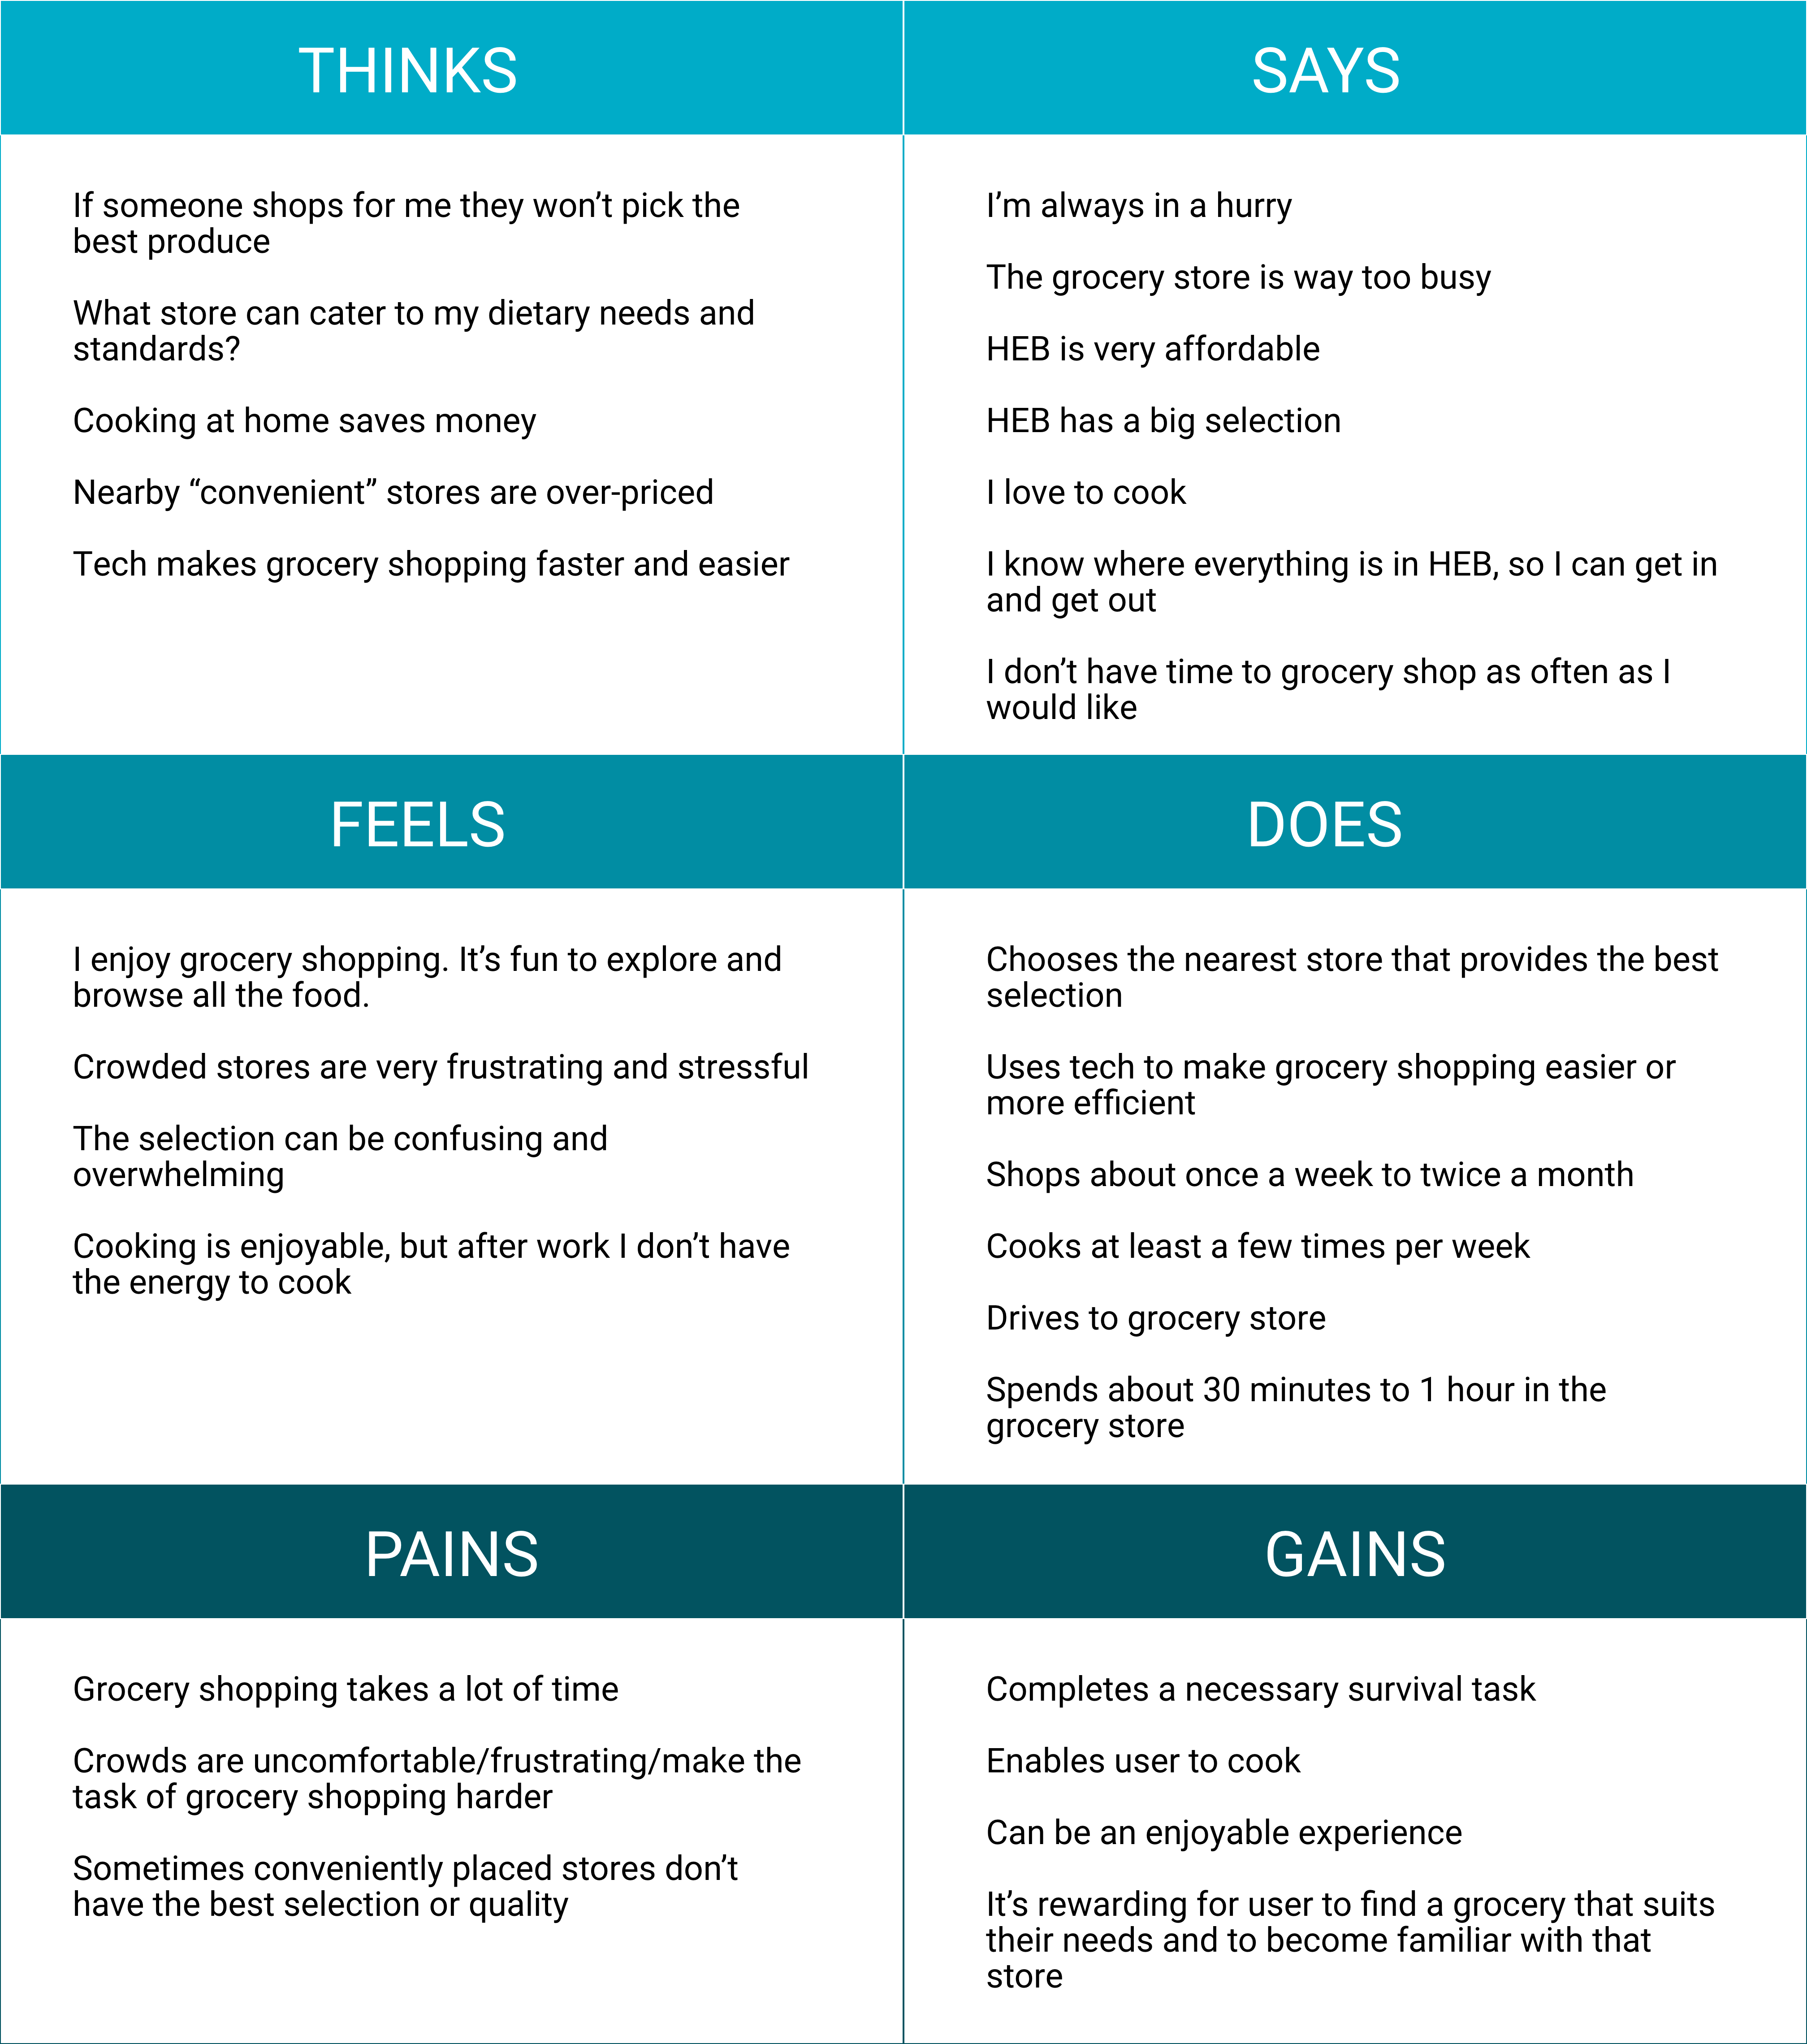 THINKS
SAYS
If someone shops for me they won’t pick the
best produce
What store can cater to my dietary needs and
standards?
Cooking at home saves money
Nearby “convenient” stores are over-priced
Tech makes grocery shopping faster and easier
I’m always in a hurry
The grocery store is way too busy
HEB is very affordable
HEB has a big selection
I love to cook
I know where everything is in HEB, so I can get in
and get out
I don’t have time to grocery shop as often as I
would like
FEELS
DOES
I enjoy grocery shopping. It’s fun to explore and
browse all the food.
Crowded stores are very frustrating and stressful
The selection can be confusing and
overwhelming
Cooking is enjoyable, but after work I don’t have
the energy to cook
Chooses the nearest store that provides the best
selection
Uses tech to make grocery shopping easier or
more efficient
Shops about once a week to twice a month
Cooks at least a few times per week
Drives to grocery store
Spends about 30 minutes to 1 hour in the
grocery store
PAINS
GAINS
Grocery shopping takes a lot of time
Crowds are uncomfortable/frustrating/make the
task of grocery shopping harder
Sometimes conveniently placed stores don’t
have the best selection or quality
Completes a necessary survival task
Enables user to cook
Can be an enjoyable experience
It’s rewarding for user to find a grocery that suits
their needs and to become familiar with that
store